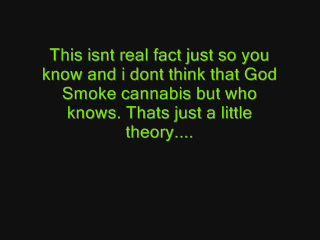 This isnt real fact just so you
know and i dont think that God
Smoke cannabis but who
knows. Thats just a little
theory....